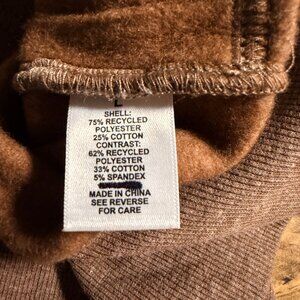 L
SHELL:
75% RECYCLED
POLYESTER
25% COTTON
CONTRAST:
62% RECYCLED
POLYESTER
33% COTTON
5% SPANDEX
MADE IN CHINA
SEE REVERSE
FOR CARE